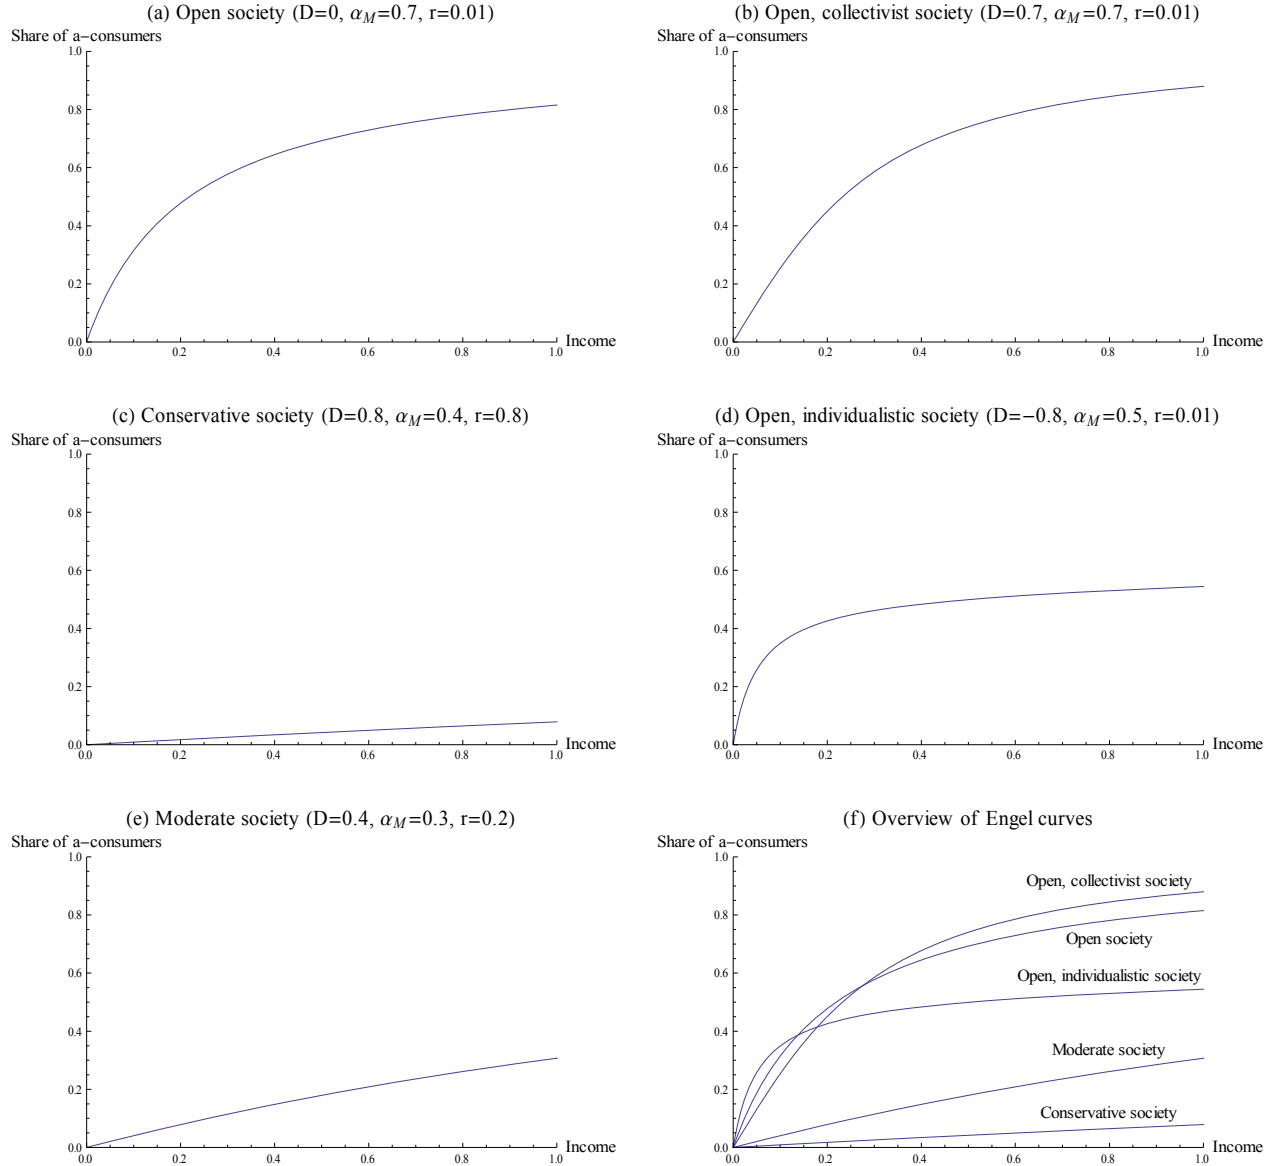 (a) Open society (D=0, α_M=0.7, r=0.01)
Share of a−consumers
1.0
0.8
0.6
0.4
0.2
0.0
Income
0.0 0.2 0.4 0.6 0.8 1.0
(b) Open, collectivist society (D=0.7, α_M=0.7, r=0.01)
Share of a−consumers
1.0
0.8
0.6
0.4
0.2
0.0
Income
0.0 0.2 0.4 0.6 0.8 1.0
(c) Conservative society (D=0.8, α_M=0.4, r=0.8)
Share of a−consumers
1.0
0.8
0.6
0.4
0.2
0.0
Income
0.0 0.2 0.4 0.6 0.8 1.0
(d) Open, individualistic society (D=−0.8, α_M=0.5, r=0.01)
Share of a−consumers
1.0
0.8
0.6
0.4
0.2
0.0
Income
0.0 0.2 0.4 0.6 0.8 1.0
(e) Moderate society (D=0.4, α_M=0.3, r=0.2)
Share of a−consumers
1.0
0.8
0.6
0.4
0.2
0.0
Income
0.0 0.2 0.4 0.6 0.8 1.0
(f) Overview of Engel curves
Share of a−consumers
1.0
0.8
0.6
0.4
0.2
0.0
Open, collectivist society
Open society
Open, individualistic society
Moderate society
Conservative society
Income
0.0 0.2 0.4 0.6 0.8 1.0